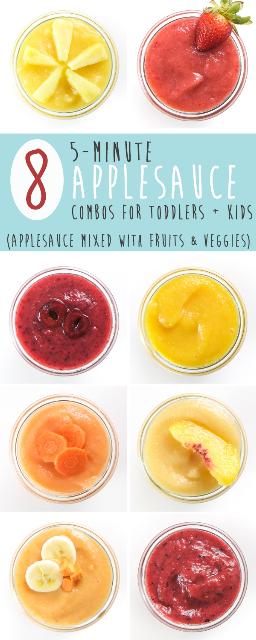 8
5-MINUTE
APPLESAUCE
COMBOS FOR TODDLERS + KIDS
(APPLESAUCE MIXED WITH FRUITS & VEGGIES)